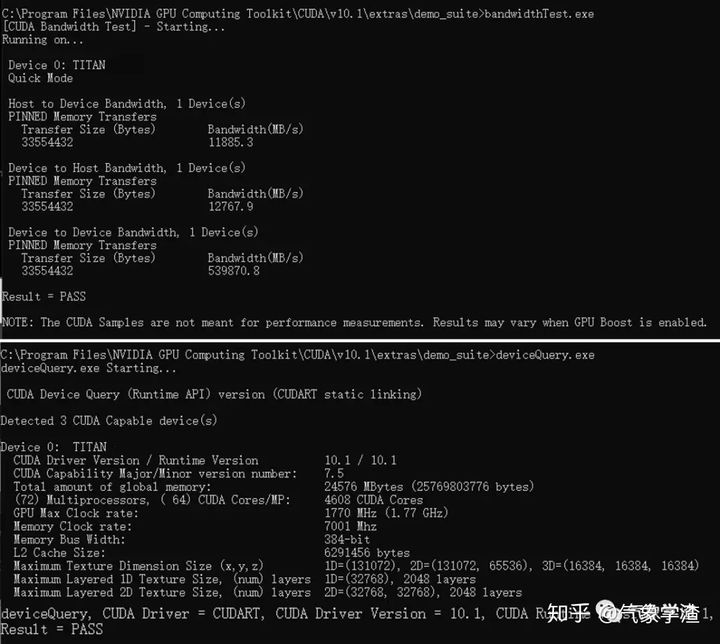 C:\Program Files\NVIDIA GPU Computing Toolkit\CUDA\v10.1\extras\demo_suite>bandwidthTest.exe
[CUDA Bandwidth Test] - Starting...
Running on...
Device 0: TITAN
Quick Mode
Host to Device Bandwidth, 1 Device(s)
PINNED Memory Transfers
Transfer Size (Bytes) Bandwidth(MB/s)
33554432 11885.3
Device to Host Bandwidth, 1 Device(s)
PINNED Memory Transfers
Transfer Size (Bytes) Bandwidth(MB/s)
33554432 12767.9
Device to Device Bandwidth, 1 Device(s)
PINNED Memory Transfers
Transfer Size (Bytes) Bandwidth(MB/s)
33554432 539870.8
Result = PASS
NOTE: The CUDA Samples are not meant for performance measurements. Results may vary when GPU Boost is enabled.
C:\Program Files\NVIDIA GPU Computing Toolkit\CUDA\v10.1\extras\demo_suite>deviceQuery.exe
deviceQuery.exe Starting...
CUDA Device Query (Runtime API) version (CUDART static linking)
Detected 3 CUDA Capable device(s)
Device 0: TITAN
CUDA Driver Version / Runtime Version 10.1 / 10.1
CUDA Capability Major/Minor version number: 7.5
Total amount of global memory: 24576 MBytes (25769803776 bytes)
(72) Multiprocessors, ( 64) CUDA Cores/MP: 4608 CUDA Cores
GPU Max Clock rate: 1770 MHz (1.77 GHz)
Memory Clock rate: 7001 Mhz
Memory Bus Width: 384-bit
L2 Cache Size: 6291456 bytes
Maximum Texture Dimension Size (x,y,z) 1D=(131072), 2D=(131072, 65536), 3D=(16384, 16384, 16384)
Maximum Layered 1D Texture Size, (num) layers 1D=(32768), 2048 layers
Maximum Layered 2D Texture Size, (num) layers 2D=(32768, 32768), 2048 layers
deviceQuery, CUDA Driver = CUDART, CUDA Driver Version = 10.1, CUDA
Result = PASS
知乎 @气象学渣